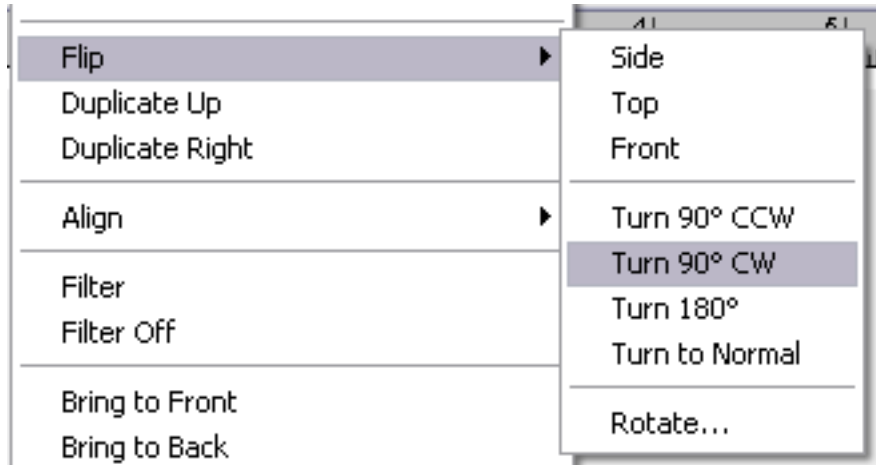 Flip
Duplicate Up
Duplicate Right
Align
Filter
Filter Off
Bring to Front
Bring to Back
Side
Top
Front
Turn 90° CCW
Turn 90° CW
Turn 180°
Turn to Normal
Rotate...